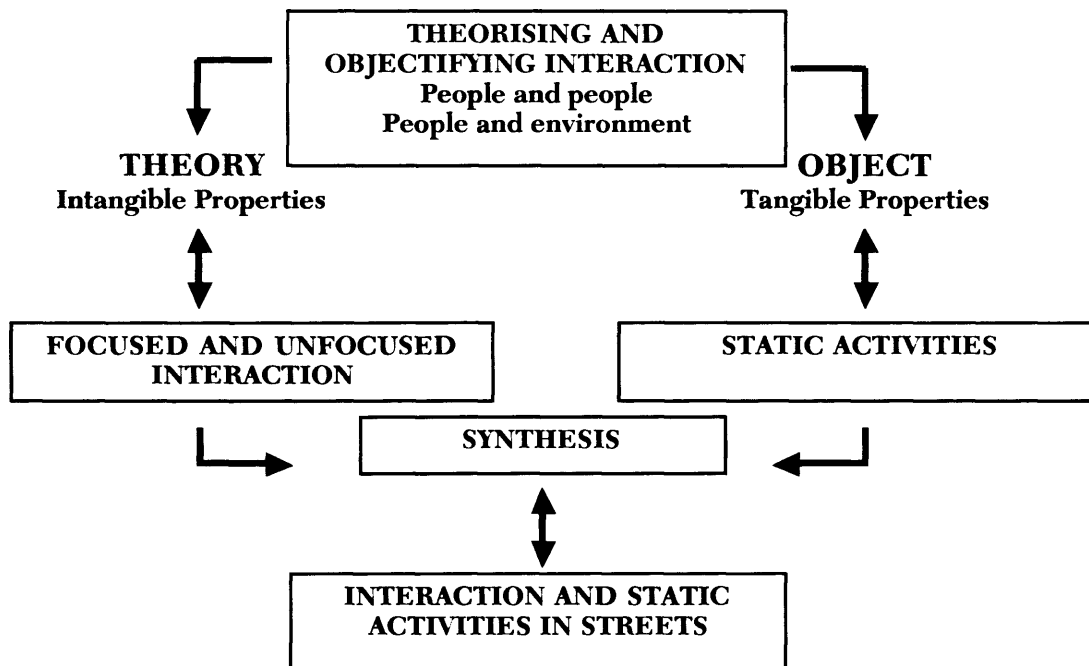 THEORISING AND
OBJECTIFYING INTERACTION
People and people
People and environment
THEORY
Intangible Properties
OBJECT
Tangible Properties
FOCUSED AND UNFOCUSED
INTERACTION
STATIC ACTIVITIES
SYNTHESIS
INTERACTION AND STATIC
ACTIVITIES IN STREETS